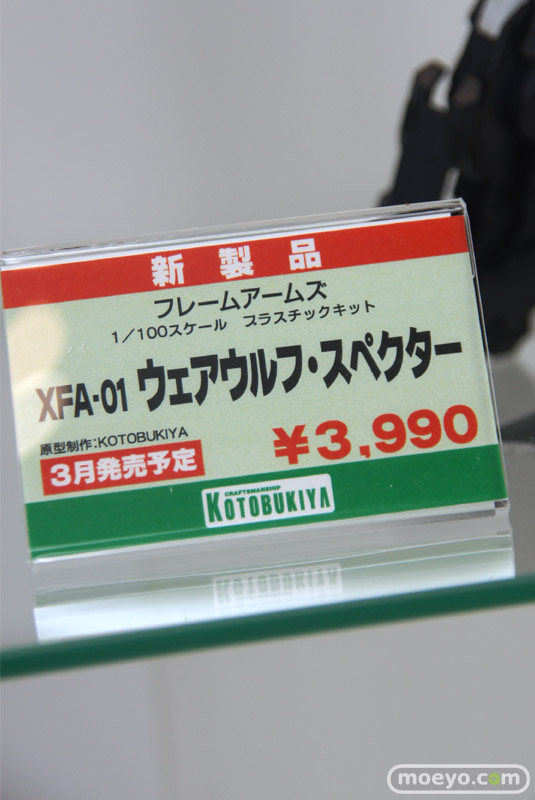 新製品
フレームアームズ
1/100スケール プラスチックキット
XFA-01 ウェアウルフ・スペクター
原型制作:KOTOBUKIYA
3月発売予定
¥3,990
CRAFTSMANSHIP
KOTOBUKIYA
moeyo.com